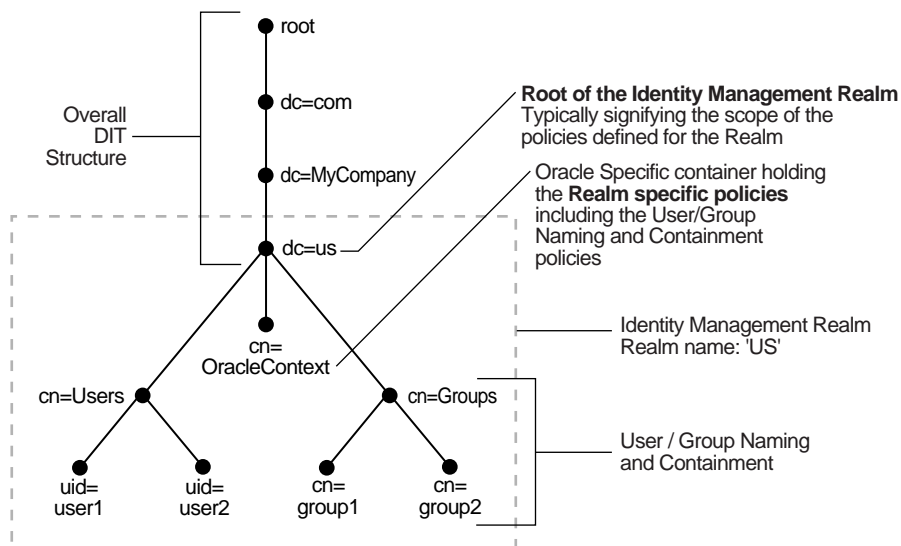 root
dc=com
Overall
DIT
Structure
dc=MyCompany
dc=us
Root of the Identity Management Realm
Typically signifying the scope of the
policies defined for the Realm
Oracle Specific container holding
the Realm specific policies
including the User/Group
Naming and Containment
policies
cn=
OracleContext
Identity Management Realm
Realm name: 'US'
cn=Users
cn=Groups
User / Group Naming
and Containment
uid=
user1
uid=
user2
cn=
group1
cn=
group2